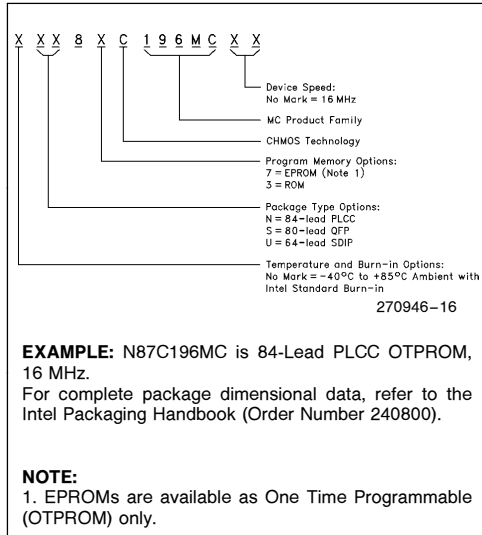 X X X 8 X C 1 9 6 M C X X
Device Speed:
No Mark = 16 MHz
MC Product Family
CHMOS Technology
Program Memory Options:
7 = EPROM (Note 1)
3 = ROM
Package Type Options:
N = 84-lead PLCC
S = 80-lead QFP
U = 64-lead SDIP
Temperature and Burn-in Options:
No Mark = -40°C to +85°C Ambient with
Intel Standard Burn-in
270946-16
EXAMPLE: N87C196MC is 84-Lead PLCC OTPROM,
16 MHz.
For complete package dimensional data, refer to the
Intel Packaging Handbook (Order Number 240800).
NOTE:
1. EPROMs are available as One Time Programmable
(OTPROM) only.